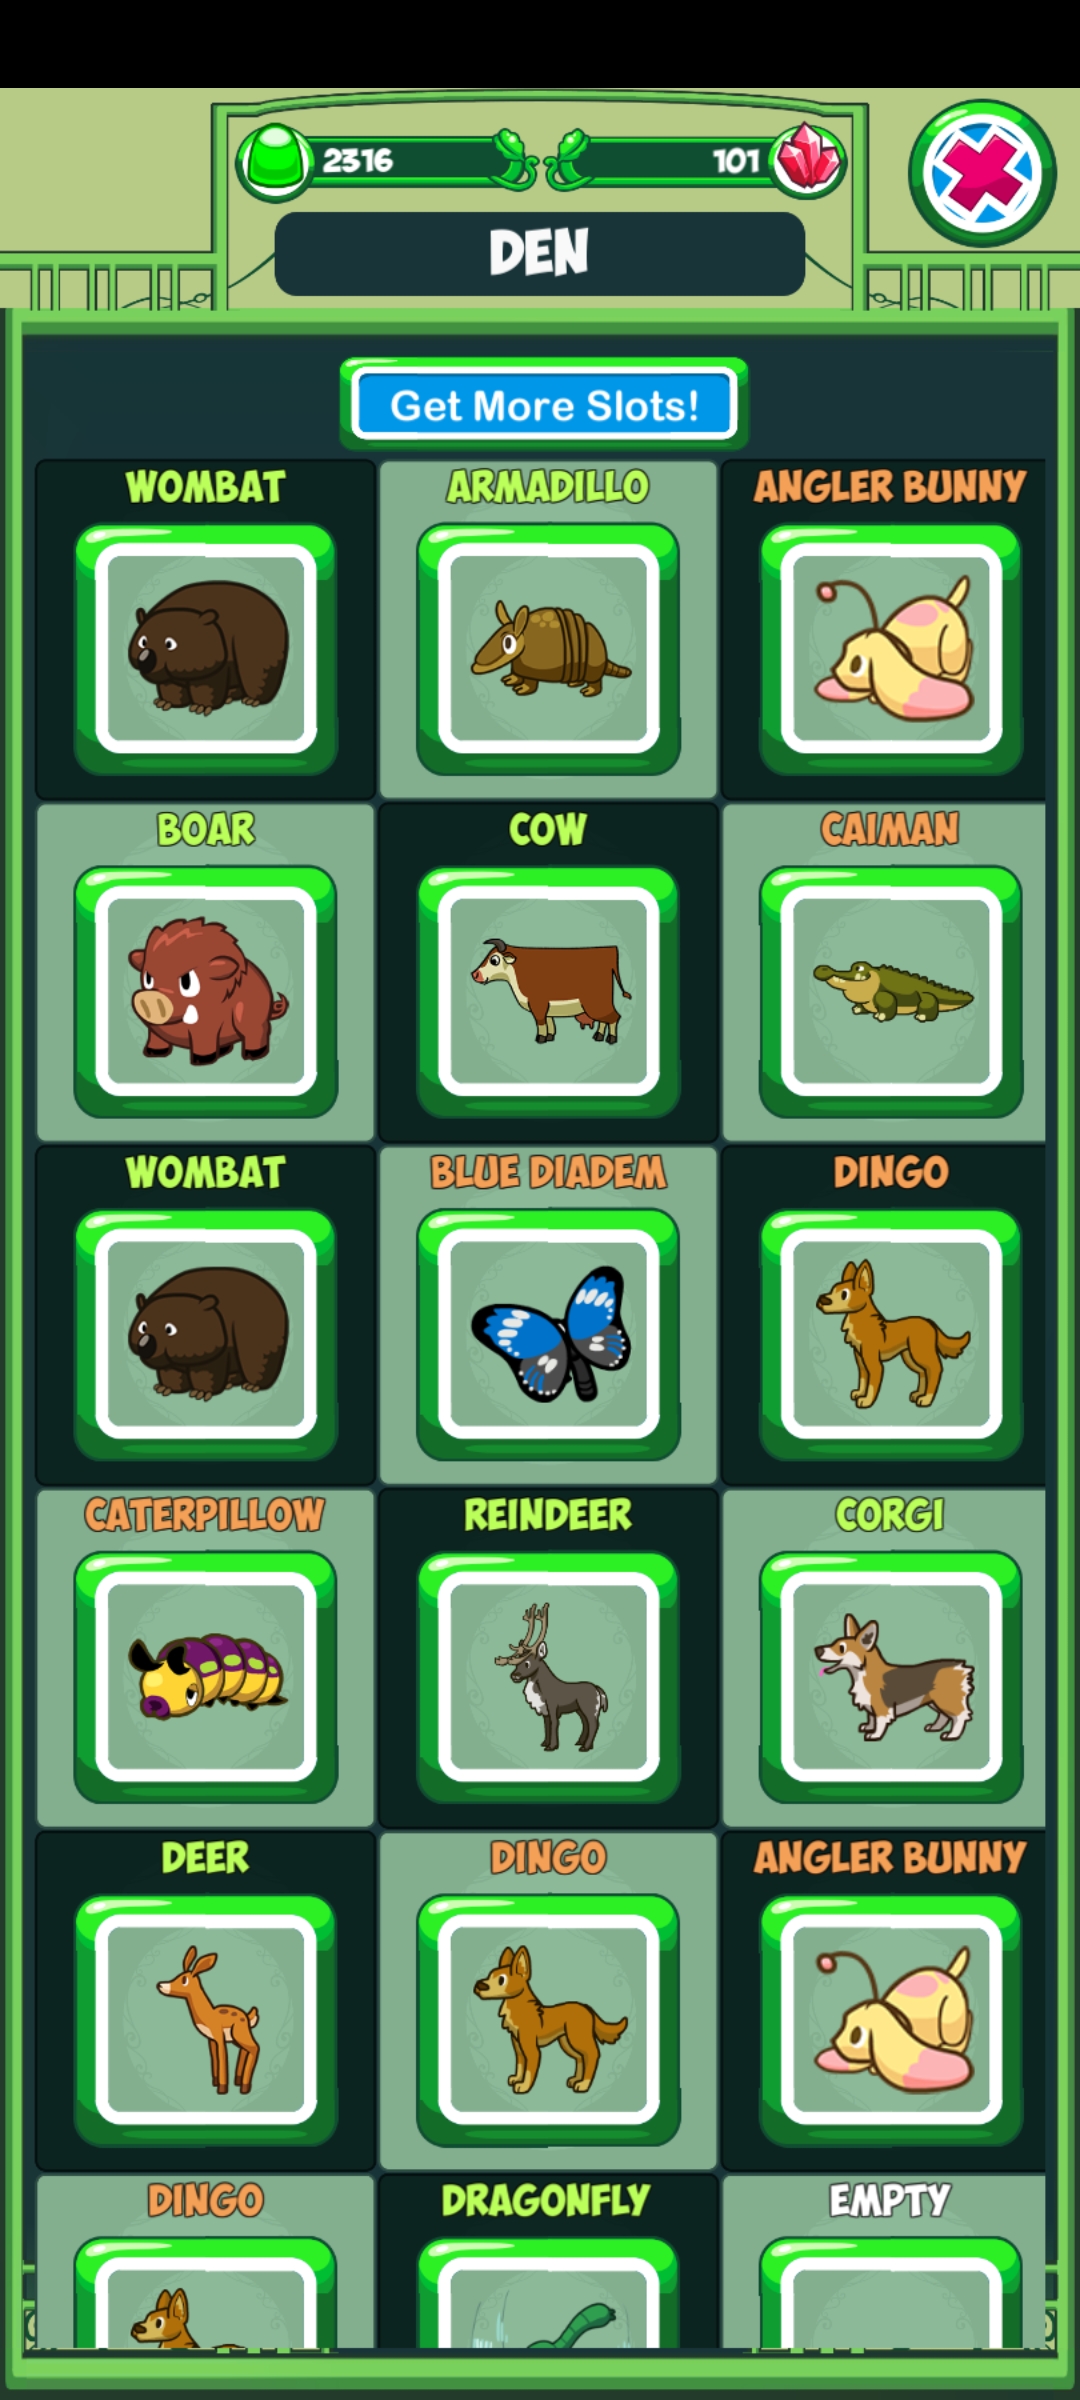 2316
101
DEN
Get More Slots!
WOMBAT
ARMADILLO
ANGLER BUNNY
BOAR
COW
CAIMAN
WOMBAT
BLUE DIADEM
DINGO
CATERPILLOW
REINDEER
CORGI
DEER
DINGO
ANGLER BUNNY
DINGO
DRAGONFLY
EMPTY